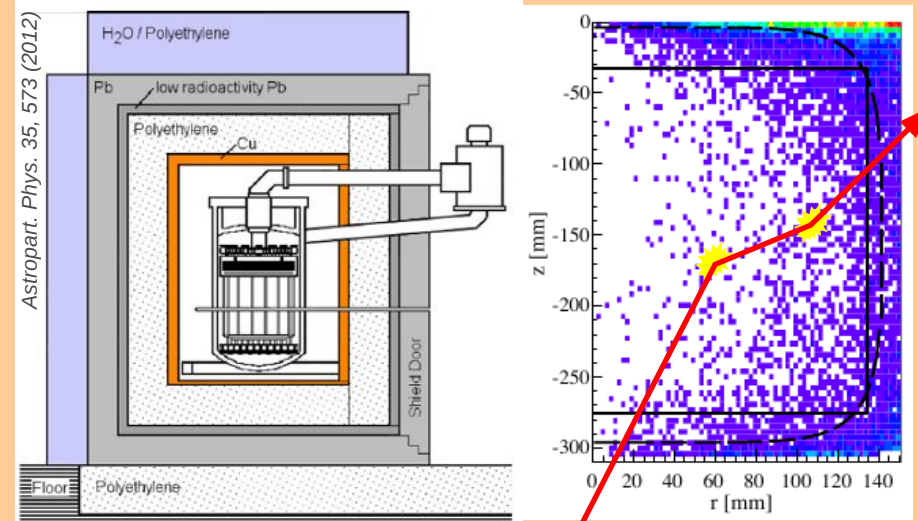 Astropart. Phys. 35, 573 (2012)
H2O / Polyethylene
Pb
low radioactivity Pb
Polyethylene
Cu
Shield Door
Floor
Polyethylene
0
-50
-100
-150
-200
-250
-300
z [mm]
0 20 40 60 80 100 120 140
r [mm]